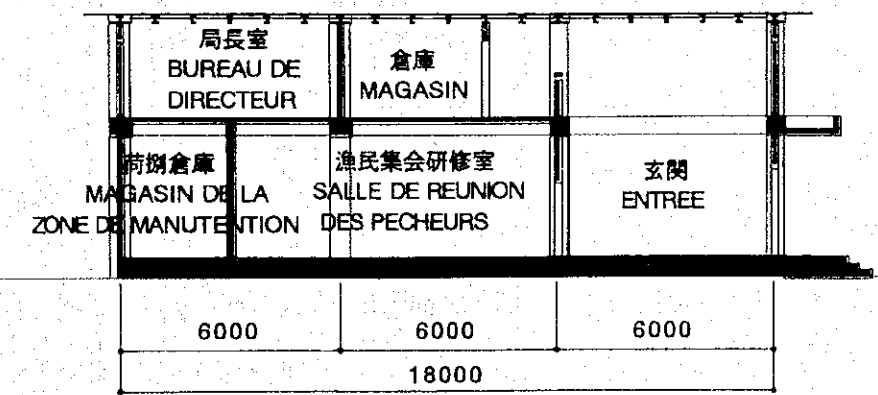 局長室
BUREAU DE
DIRECTEUR
倉庫
MAGASIN
荷捌倉庫
MAGASIN DE LA
ZONE DE MANUTENTION
漁民集会研修室
SALLE DE REUNION
DES PECHEURS
玄関
ENTREE
6000
6000
6000
18000